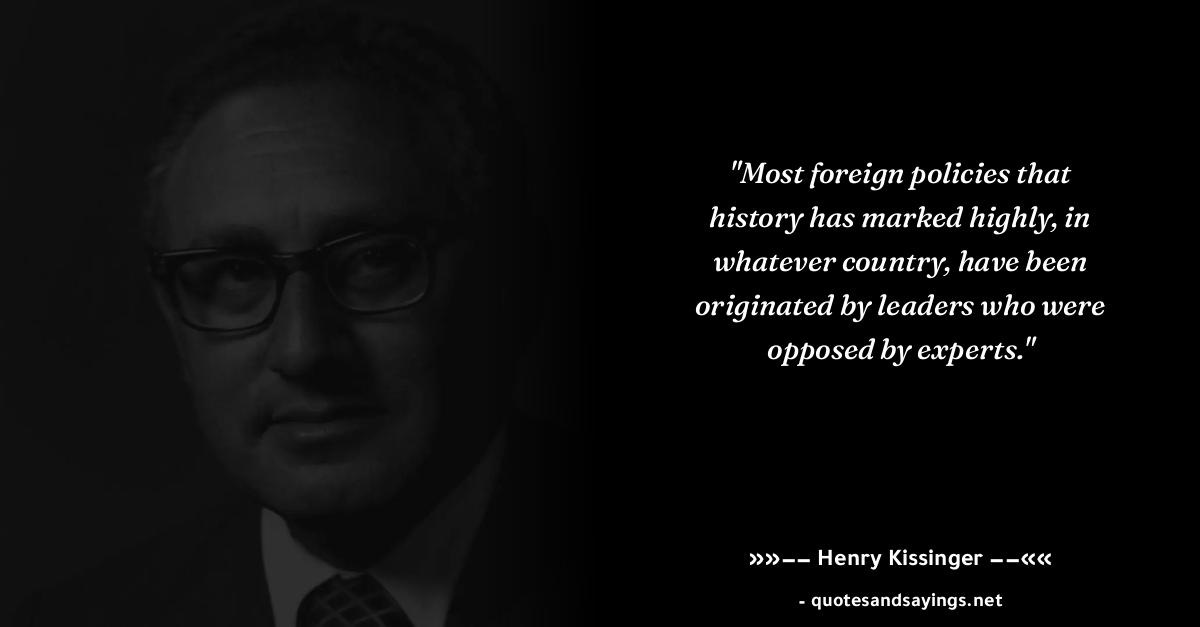 "Most foreign policies that
history has marked highly, in
whatever country, have been
originated by leaders who were
opposed by experts."
»»-- Henry Kissinger --««
- quotesandsayings.net